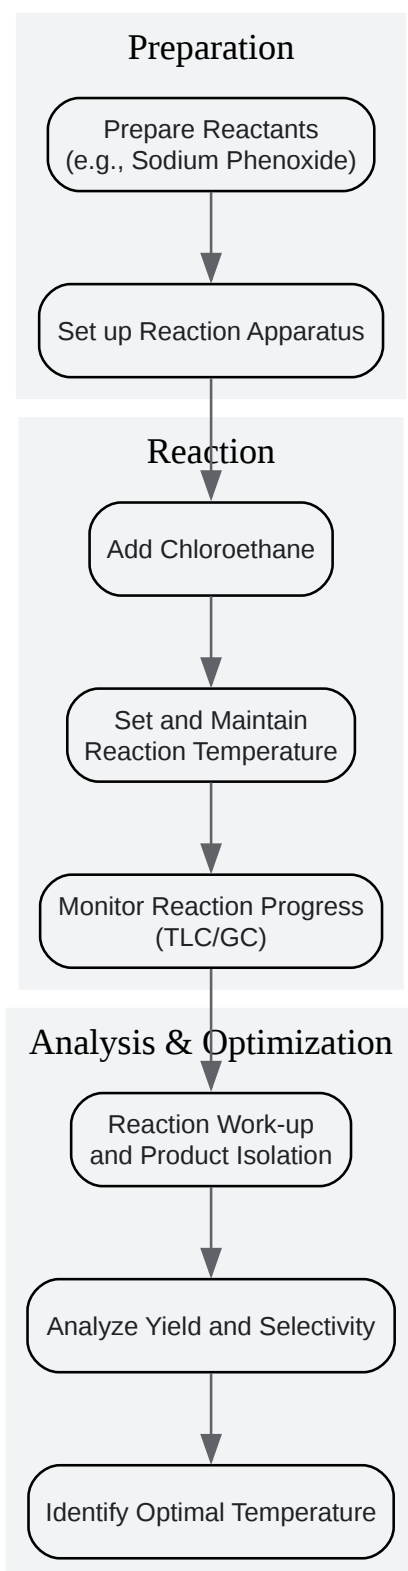 Preparation
Prepare Reactants
(e.g., Sodium Phenoxide)
Set up Reaction Apparatus
Reaction
Add Chloroethane
Set and Maintain
Reaction Temperature
Monitor Reaction Progress
(TLC/GC)
Analysis & Optimization
Reaction Work-up
and Product Isolation
Analyze Yield and Selectivity
Identify Optimal Temperature